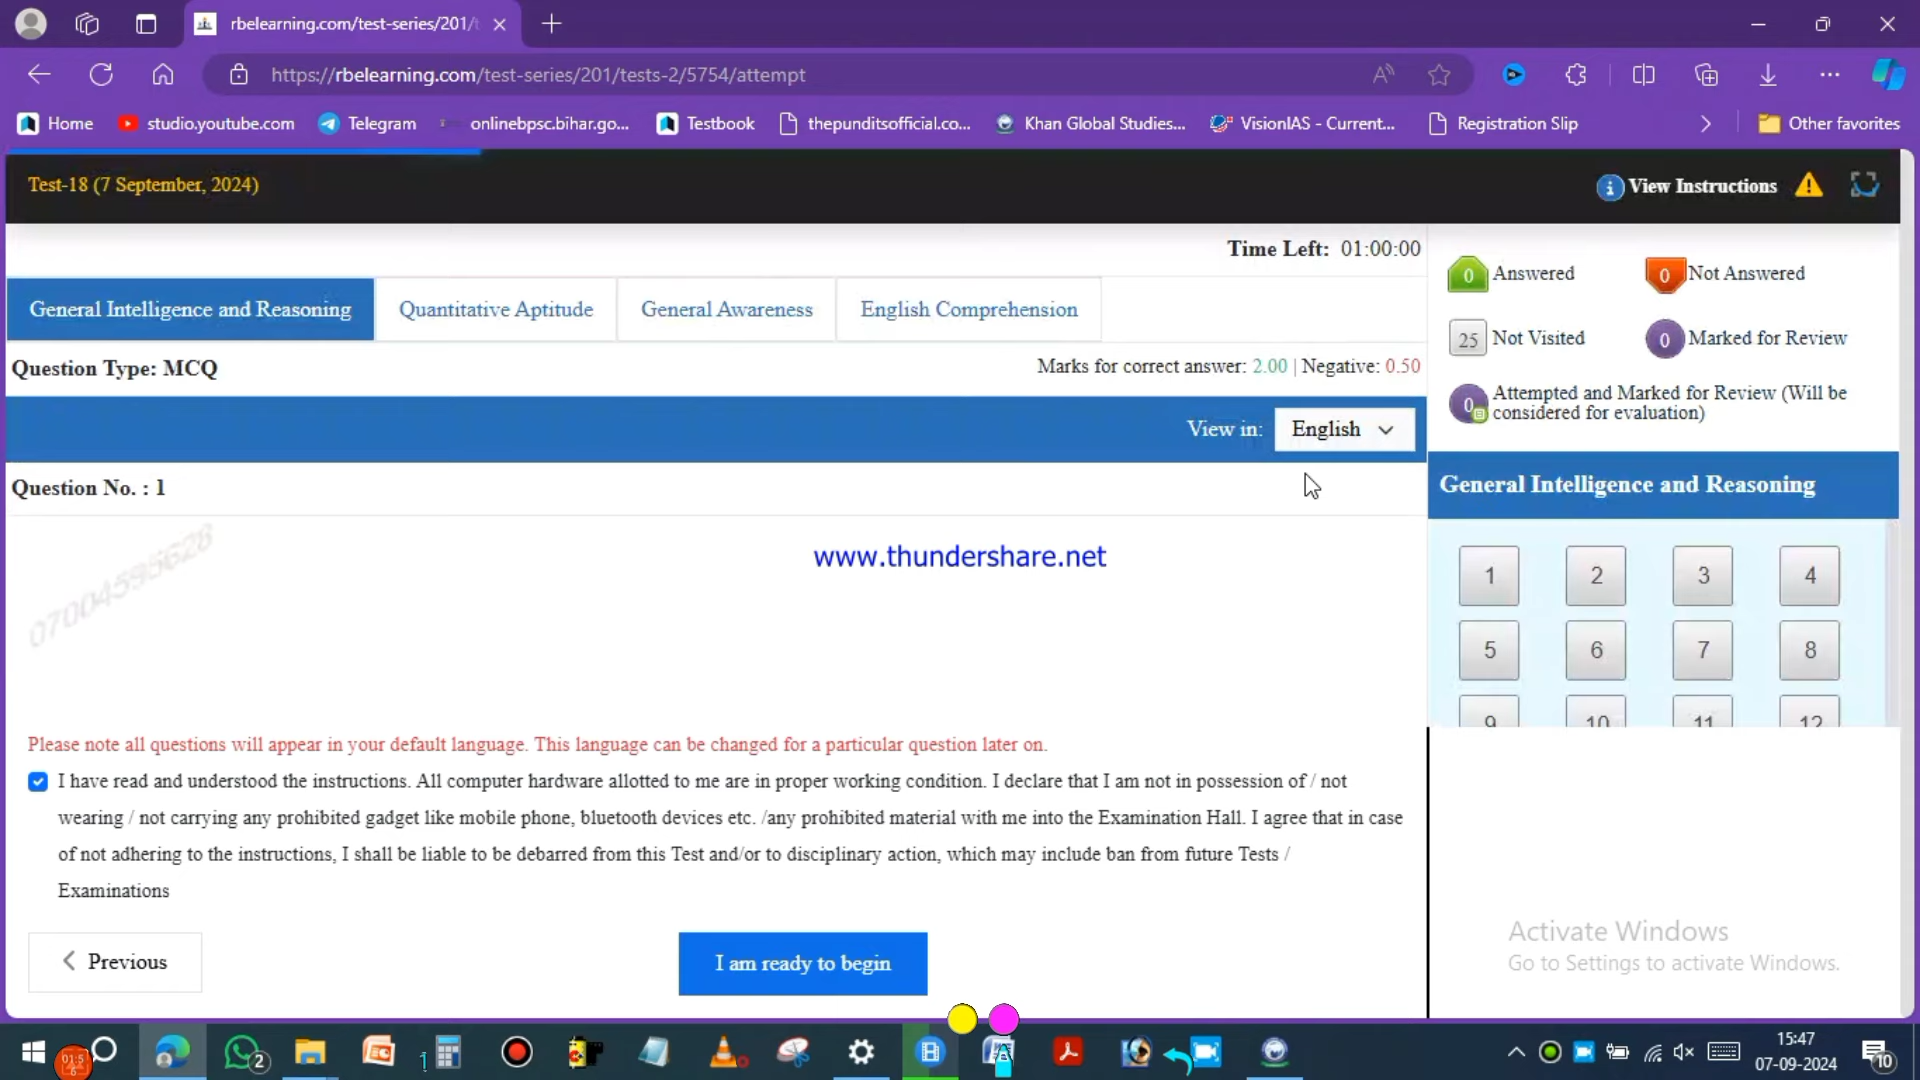 rbelearning.com/test-series/201/t
https://rbelearning.com/test-series/201/tests-2/5754/attempt
Home
studio.youtube.com
Telegram
onlinebpsc.bihar.go...
Testbook
thepunditsofficial.co...
Khan Global Studies...
VisionIAS - Current...
Registration Slip
Other favorites
Test-18 (7 September, 2024)
View Instructions
Time Left: 01:00:00
General Intelligence and Reasoning
Quantitative Aptitude
General Awareness
English Comprehension
Question Type: MCQ
Marks for correct answer: 2.00 | Negative: 0.50
View in: English
Question No. : 1
07004595628
www.thundershare.net
Please note all questions will appear in your default language. This language can be changed for a particular question later on.
I have read and understood the instructions. All computer hardware allotted to me are in proper working condition. I declare that I am not in possession of / not
wearing / not carrying any prohibited gadget like mobile phone, bluetooth devices etc. /any prohibited material with me into the Examination Hall. I agree that in case
of not adhering to the instructions, I shall be liable to be debarred from this Test and/or to disciplinary action, which may include ban from future Tests /
Examinations
Previous
I am ready to begin
0 Answered
0 Not Answered
25 Not Visited
0 Marked for Review
0 Attempted and Marked for Review (Will be
considered for evaluation)
General Intelligence and Reasoning
1 2 3 4
5 6 7 8
9 10 11 12
Activate Windows
Go to Settings to activate Windows.
2
1
15:47
07-09-2024
10